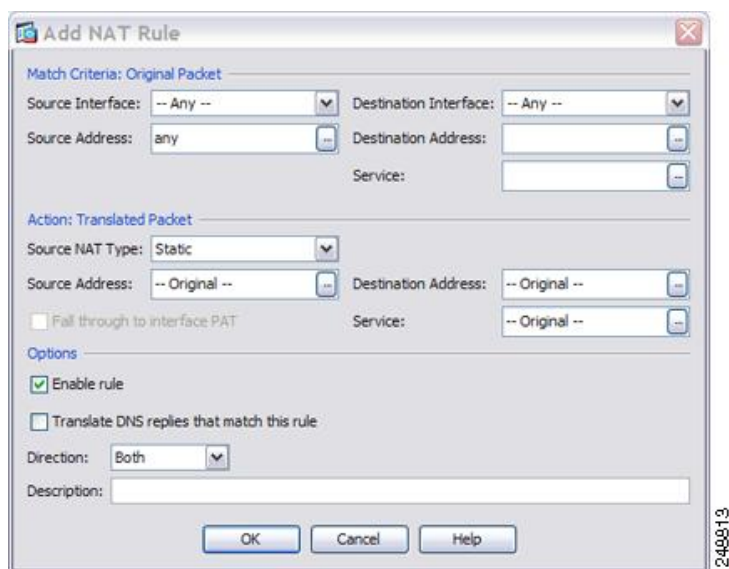 Add NAT Rule
Match Criteria: Original Packet
Source Interface: -- Any -- Destination Interface: -- Any --
Source Address: any ... Destination Address: ...
Service: ...
Action: Translated Packet
Source NAT Type: Static
Source Address: -- Original -- ... Destination Address: -- Original -- ...
Fall through to interface PAT Service: -- Original -- ...
Options
Enable rule
Translate DNS replies that match this rule
Direction: Both
Description:
OK Cancel Help
248813